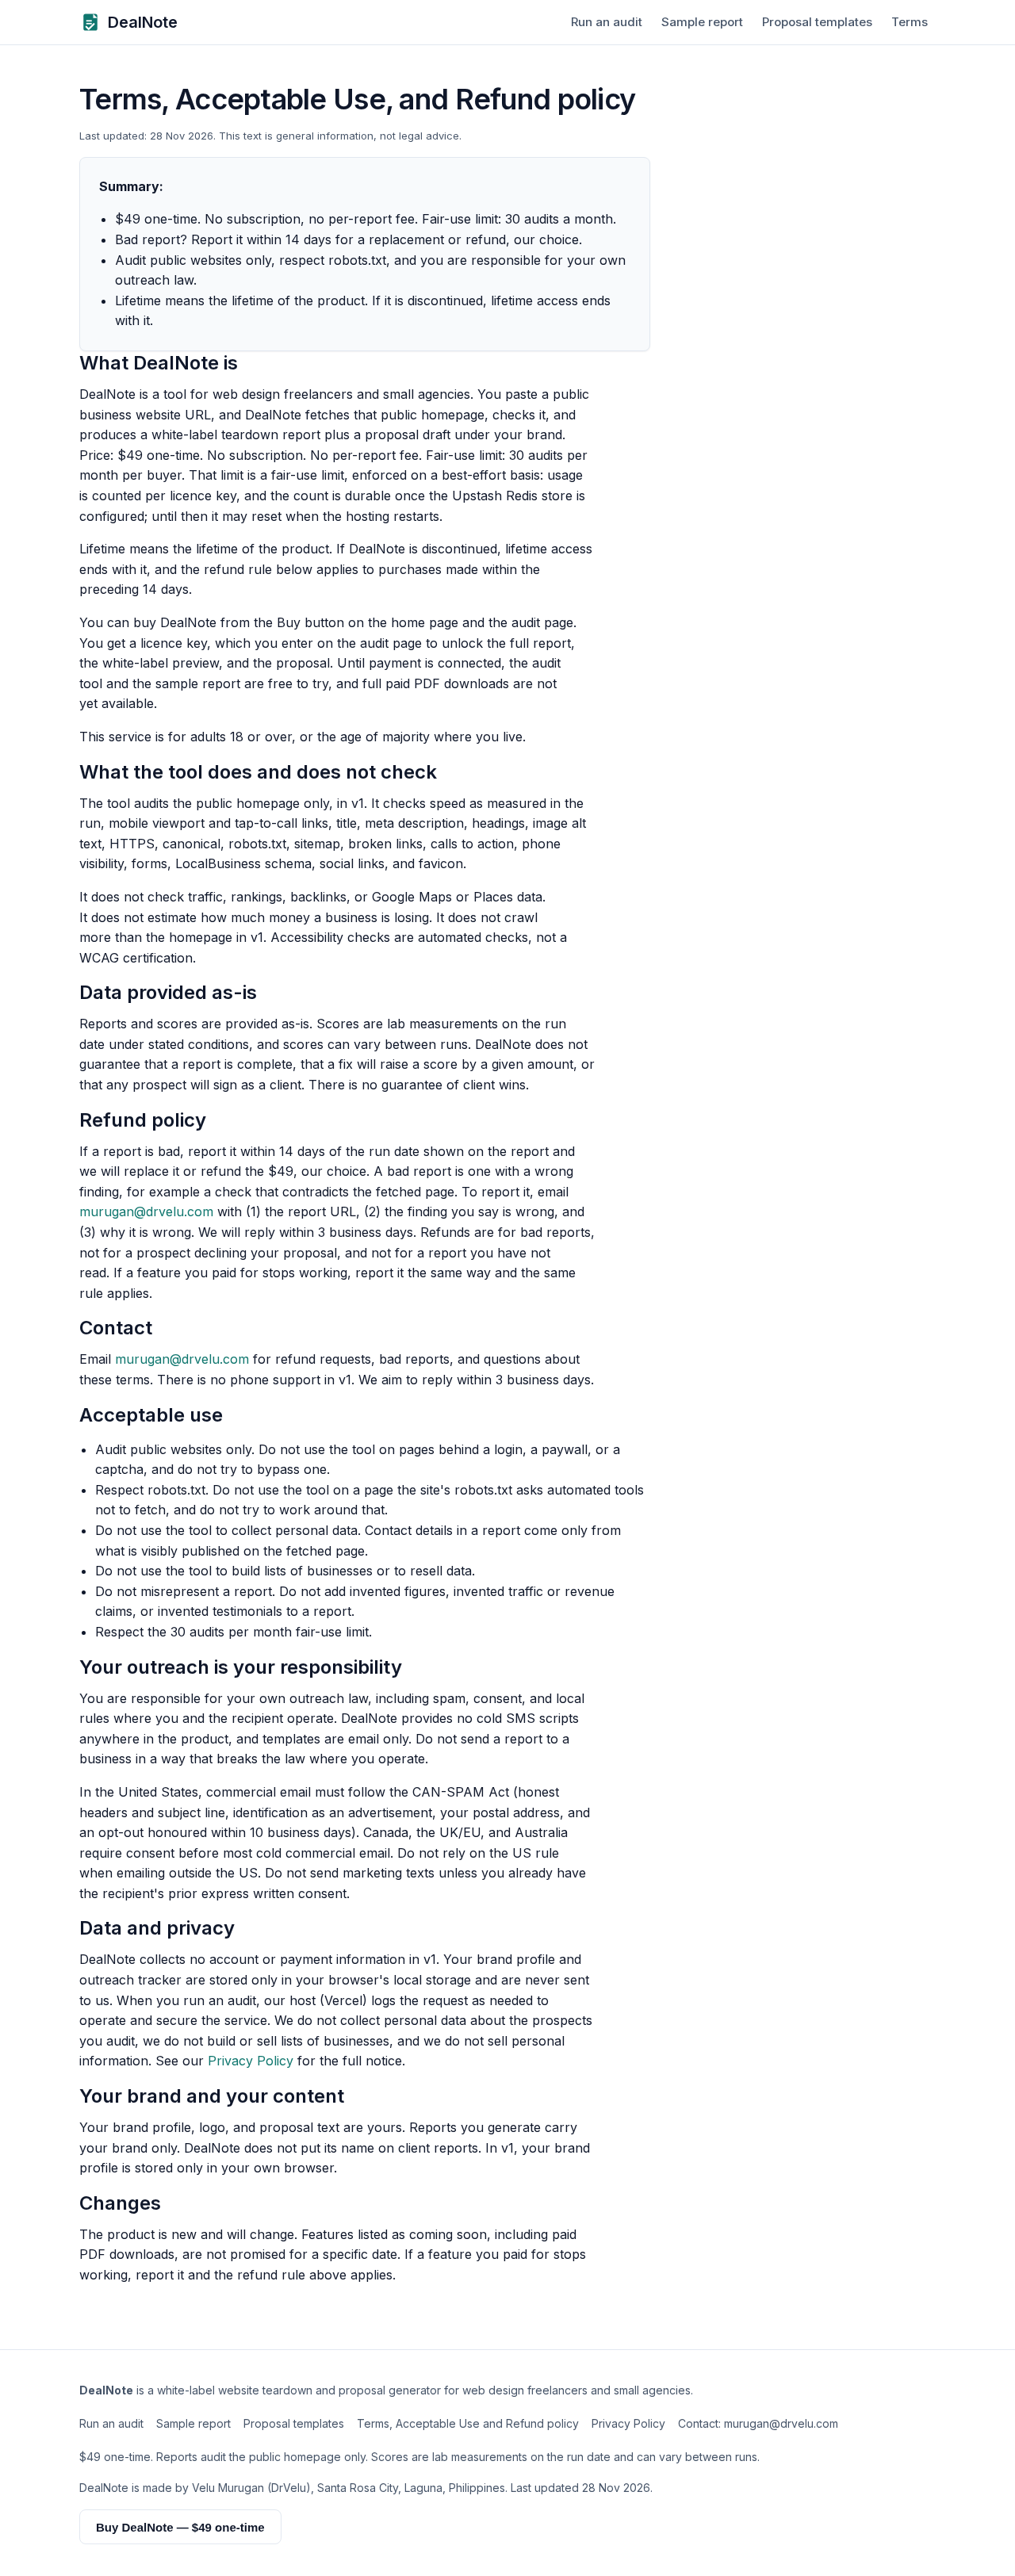 DealNote
Run an audit Sample report Proposal templates Terms
Terms, Acceptable Use, and Refund policy
Last updated: 28 Nov 2026. This text is general information, not legal advice.
Summary:
• $49 one-time. No subscription, no per-report fee. Fair-use limit: 30 audits a month.
• Bad report? Report it within 14 days for a replacement or refund, our choice.
• Audit public websites only, respect robots.txt, and you are responsible for your own
outreach law.
• Lifetime means the lifetime of the product. If it is discontinued, lifetime access ends
with it.
What DealNote is
DealNote is a tool for web design freelancers and small agencies. You paste a public
business website URL, and DealNote fetches that public homepage, checks it, and
produces a white-label teardown report plus a proposal draft under your brand.
Price: $49 one-time. No subscription. No per-report fee. Fair-use limit: 30 audits per
month per buyer. That limit is a fair-use limit, enforced on a best-effort basis: usage
is counted per licence key, and the count is durable once the Upstash Redis store is
configured; until then it may reset when the hosting restarts.
Lifetime means the lifetime of the product. If DealNote is discontinued, lifetime access
ends with it, and the refund rule below applies to purchases made within the
preceding 14 days.
You can buy DealNote from the Buy button on the home page and the audit page.
You get a licence key, which you enter on the audit page to unlock the full report,
the white-label preview, and the proposal. Until payment is connected, the audit
tool and the sample report are free to try, and full paid PDF downloads are not
yet available.
This service is for adults 18 or over, or the age of majority where you live.
What the tool does and does not check
The tool audits the public homepage only, in v1. It checks speed as measured in the
run, mobile viewport and tap-to-call links, title, meta description, headings, image alt
text, HTTPS, canonical, robots.txt, sitemap, broken links, calls to action, phone
visibility, forms, LocalBusiness schema, social links, and favicon.
It does not check traffic, rankings, backlinks, or Google Maps or Places data.
It does not estimate how much money a business is losing. It does not crawl
more than the homepage in v1. Accessibility checks are automated checks, not a
WCAG certification.
Data provided as-is
Reports and scores are provided as-is. Scores are lab measurements on the run
date under stated conditions, and scores can vary between runs. DealNote does not
guarantee that a report is complete, that a fix will raise a score by a given amount, or
that any prospect will sign as a client. There is no guarantee of client wins.
Refund policy
If a report is bad, report it within 14 days of the run date shown on the report and
we will replace it or refund the $49, our choice. A bad report is one with a wrong
finding, for example a check that contradicts the fetched page. To report it, email
murugan@drvelu.com with (1) the report URL, (2) the finding you say is wrong, and
(3) why it is wrong. We will reply within 3 business days. Refunds are for bad reports,
not for a prospect declining your proposal, and not for a report you have not
read. If a feature you paid for stops working, report it the same way and the same
rule applies.
Contact
Email murugan@drvelu.com for refund requests, bad reports, and questions about
these terms. There is no phone support in v1. We aim to reply within 3 business days.
Acceptable use
• Audit public websites only. Do not use the tool on pages behind a login, a paywall, or a
captcha, and do not try to bypass one.
• Respect robots.txt. Do not use the tool on a page the site's robots.txt asks automated tools
not to fetch, and do not try to work around that.
• Do not use the tool to collect personal data. Contact details in a report come only from
what is visibly published on the fetched page.
• Do not use the tool to build lists of businesses or to resell data.
• Do not misrepresent a report. Do not add invented figures, invented traffic or revenue
claims, or invented testimonials to a report.
• Respect the 30 audits per month fair-use limit.
Your outreach is your responsibility
You are responsible for your own outreach law, including spam, consent, and local
rules where you and the recipient operate. DealNote provides no cold SMS scripts
anywhere in the product, and templates are email only. Do not send a report to a
business in a way that breaks the law where you operate.
In the United States, commercial email must follow the CAN-SPAM Act (honest
headers and subject line, identification as an advertisement, your postal address, and
an opt-out honoured within 10 business days). Canada, the UK/EU, and Australia
require consent before most cold commercial email. Do not rely on the US rule
when emailing outside the US. Do not send marketing texts unless you already have
the recipient's prior express written consent.
Data and privacy
DealNote collects no account or payment information in v1. Your brand profile and
outreach tracker are stored only in your browser's local storage and are never sent
to us. When you run an audit, our host (Vercel) logs the request as needed to
operate and secure the service. We do not collect personal data about the prospects
you audit, we do not build or sell lists of businesses, and we do not sell personal
information. See our Privacy Policy for the full notice.
Your brand and your content
Your brand profile, logo, and proposal text are yours. Reports you generate carry
your brand only. DealNote does not put its name on client reports. In v1, your brand
profile is stored only in your own browser.
Changes
The product is new and will change. Features listed as coming soon, including paid
PDF downloads, are not promised for a specific date. If a feature you paid for stops
working, report it and the refund rule above applies.
DealNote is a white-label website teardown and proposal generator for web design freelancers and small agencies.
Run an audit Sample report Proposal templates Terms, Acceptable Use and Refund policy Privacy Policy Contact: murugan@drvelu.com
$49 one-time. Reports audit the public homepage only. Scores are lab measurements on the run date and can vary between runs.
DealNote is made by Velu Murugan (DrVelu), Santa Rosa City, Laguna, Philippines. Last updated 28 Nov 2026.
Buy DealNote — $49 one-time